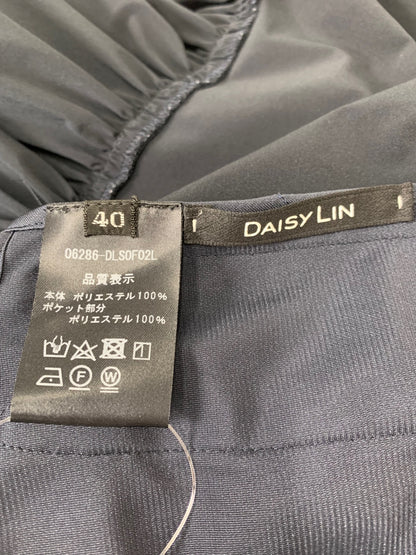 40
DAISY LIN
06286-DLS0F02L
品質表示
本体 ポリエステル100%
ポケット部分
ポリエステル100%
F W